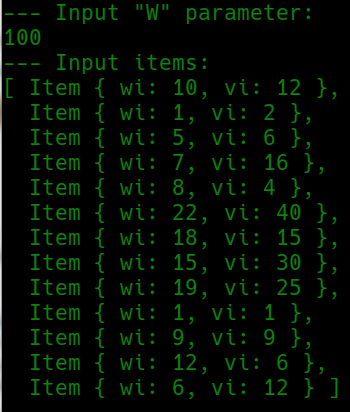 --- Input "W" parameter:
100
--- Input items:
[ Item { wi: 10, vi: 12 },
  Item { wi: 1, vi: 2 },
  Item { wi: 5, vi: 6 },
  Item { wi: 7, vi: 16 },
  Item { wi: 8, vi: 4 },
  Item { wi: 22, vi: 40 },
  Item { wi: 18, vi: 15 },
  Item { wi: 15, vi: 30 },
  Item { wi: 19, vi: 25 },
  Item { wi: 1, vi: 1 },
  Item { wi: 9, vi: 9 },
  Item { wi: 12, vi: 6 },
  Item { wi: 6, vi: 12 } ]